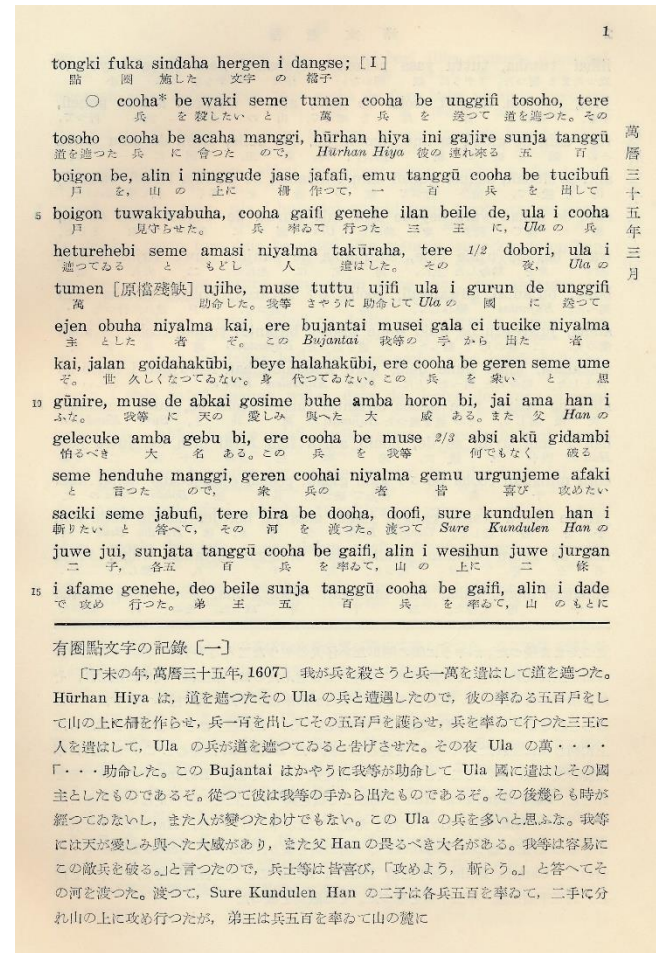 1
tongki fuka sindaha hergen i dangse; [I]
點 圈 施した 文字 の 檔子
○ cooha* be waki seme tumen cooha be unggifi tosoho, tere
兵 を 殺したい と 萬 兵 を 送つて 道を遮つた。その
tosoho cooha be acaha manggi, hūrhan hiya ini gajire sunja tanggū
道を遮つた 兵 に 會つた ので, Hūrhan Hiya 彼の 連れ來る 五 百
boigon be, alin i ninggude jase jafafi, emu tanggū cooha be tucibufi
戶 を, 山 の 上に 柵 作つて, 一 百 兵 を 出して
5 boigon tuwakiyabuha, cooha gaifi genehe ilan beile de, ula i cooha
戶 見守らせた。 兵 率ゐて 行つた 三 王 に, Ula の 兵
heturehebi seme amasi niyalma takūraha, tere 1/2 dobori, ula i
遮つてゐる と もどし 人 遣はした。その 夜, Ula の
tumen [原檔殘缺] ujihe, muse tuttu ujifi ula i gurun de unggifi
萬 助命した。我等 さやうに 助命して Ula の 國 に 送つて
ejen obuha niyalma kai, ere bujantai musei gala ci tucike niyalma
主 とした 者 ぞ。この Bujantai 我等の 手 から 出た 者
kai, jalan goidahakūbi, beye halahakūbi, ere cooha be geren seme ume
ぞ。世 久しくなつてゐない。身 代つてゐない。この 兵 を 衆い と 思
10 gūnire, muse de abkai gosime buhe amba horon bi, jai ama han i
ふな。 我等 に 天の 愛しみ 與へた 大 威 ある。また 父 Han の
gelecuke amba gebu bi, ere cooha be muse 2/3 absi akū gidambi
怕るべき 大 名 ある。この 兵 を 我等 何でもなく 破る
seme henduhe manggi, geren coohai niyalma gemu urgunjeme afaki
と 言つた ので, 衆 兵の 者 皆 喜び 攻めたい
saciki seme jabufi, tere bira be dooha, doofi, sure kundulen han i
斬りたい と 答へて, その 河 を 渡つた。渡つて Sure Kundulen Han の
juwe jui, sunjata tanggū cooha be gaifi, alin i wesihun juwe jurgan
二 子, 各五 百 兵 を 率ゐて, 山 の 上に 二 條
15 i afame genehe, deo beile sunja tanggū cooha be gaifi, alin i dade
で 攻め 行つた。弟 王 五 百 兵 を 率ゐて, 山 のもとに
萬曆三十五年三月
有圈點文字の記錄〔一〕
〔丁未の年,萬曆三十五年, 1607〕 我が兵を殺さうと兵一萬を遣はして道を遮つた。
Hūrhan Hiya は, 道を遮つたその Ula の兵と遭遇したので, 彼の率ゐる五百戶をし
て山の上に柵を作らせ, 兵一百を出してその五百戶を護らせ, 兵を率ゐて行つた三王に
人を遣はして, Ula の兵が道を遮つてゐると吿げさせた。その夜 Ula の萬・・・・
「・・・助命した。この Bujantai はかやうに我等が助命して Ula 國に遣はしその國
主としたものであるぞ。從つて彼は我等の手から出たものであるぞ。その後幾らも時が
經つてゐないし, また人が變つたわけでもない。この Ula の兵を多いと思ふな。我等
には天が愛しみ與へた大威があり, また父 Han の畏るべき大名がある。我等は容易に
この敵兵を破る。」と言つたので, 兵士等は皆喜び, 「攻めよう, 斬らう。」と答へてそ
の河を渡つた。渡つて, Sure Kundulen Han の二子は各兵五百を率ゐて, 二手に分
れ山の上に攻め行つたが, 弟王は兵五百を率ゐて山の麓に